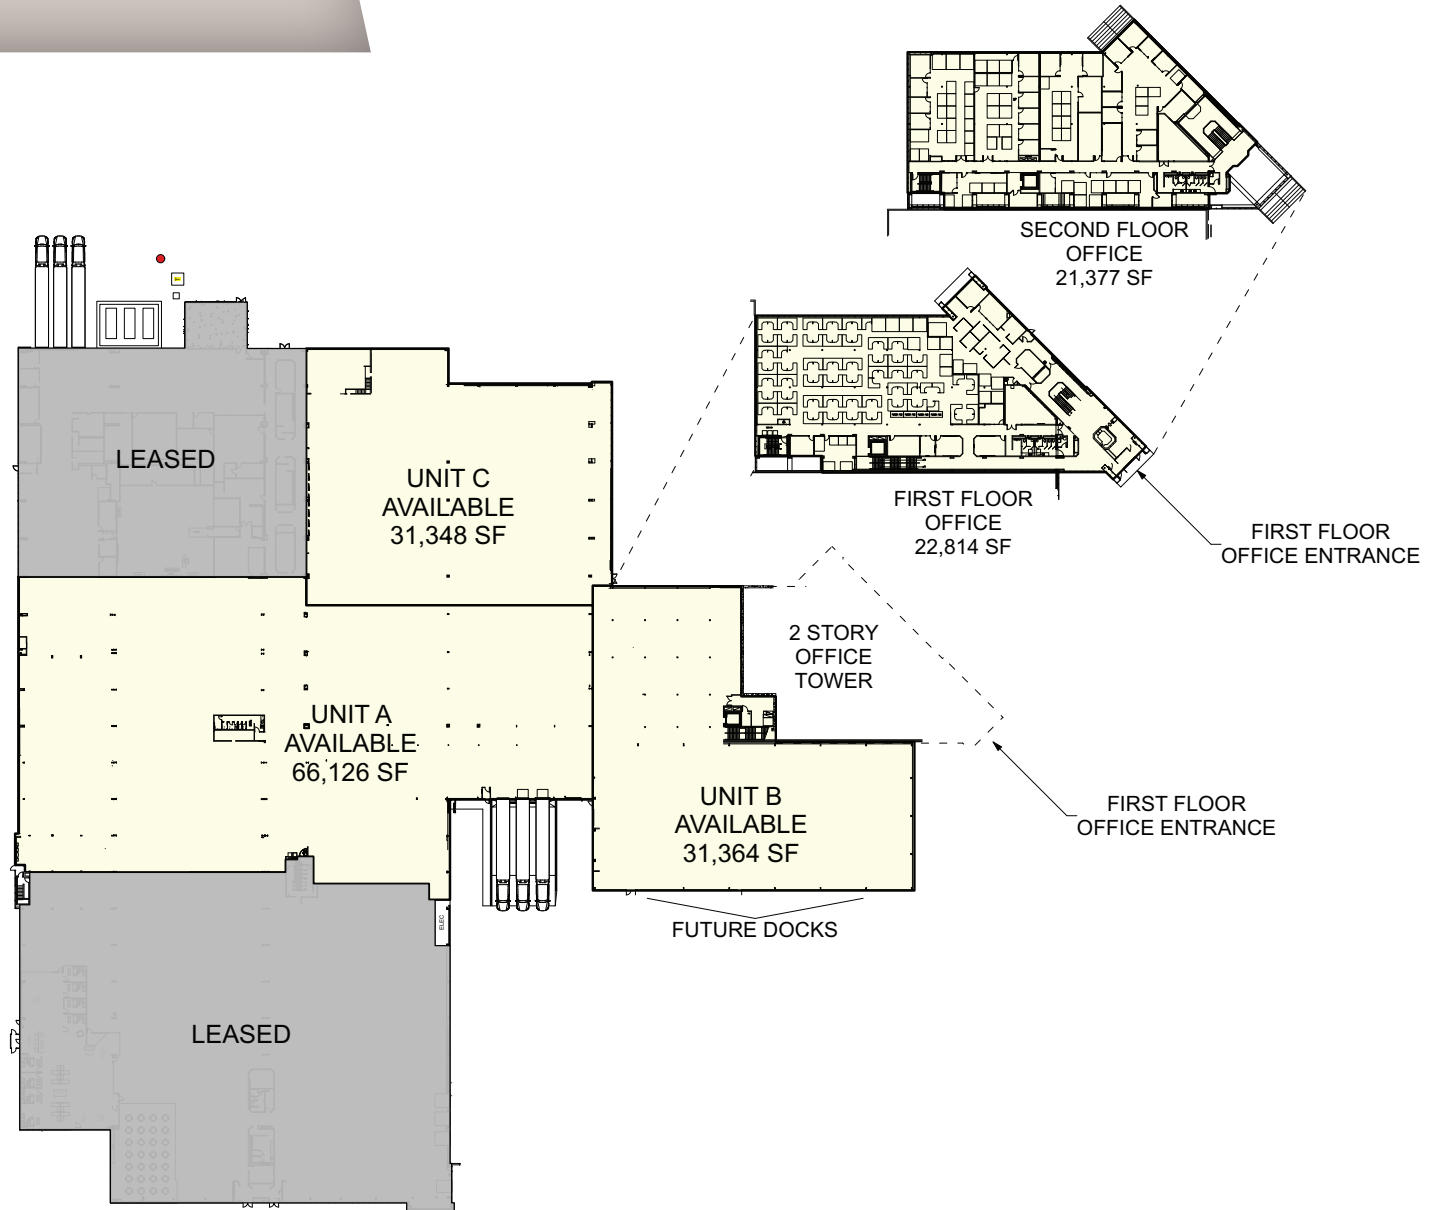 SECOND FLOOR
OFFICE
21,377 SF
FIRST FLOOR
OFFICE
22,814 SF
FIRST FLOOR
OFFICE ENTRANCE
LEASED
UNIT C
AVAILABLE
31,348 SF
2 STORY
OFFICE
TOWER
UNIT A
AVAILABLE
66,126 SF
UNIT B
AVAILABLE
31,364 SF
FIRST FLOOR
OFFICE ENTRANCE
FUTURE DOCKS
ELEC
LEASED